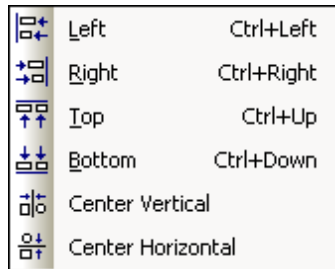 Left Ctrl+Left
Right Ctrl+Right
Top Ctrl+Up
Bottom Ctrl+Down
Center Vertical
Center Horizontal